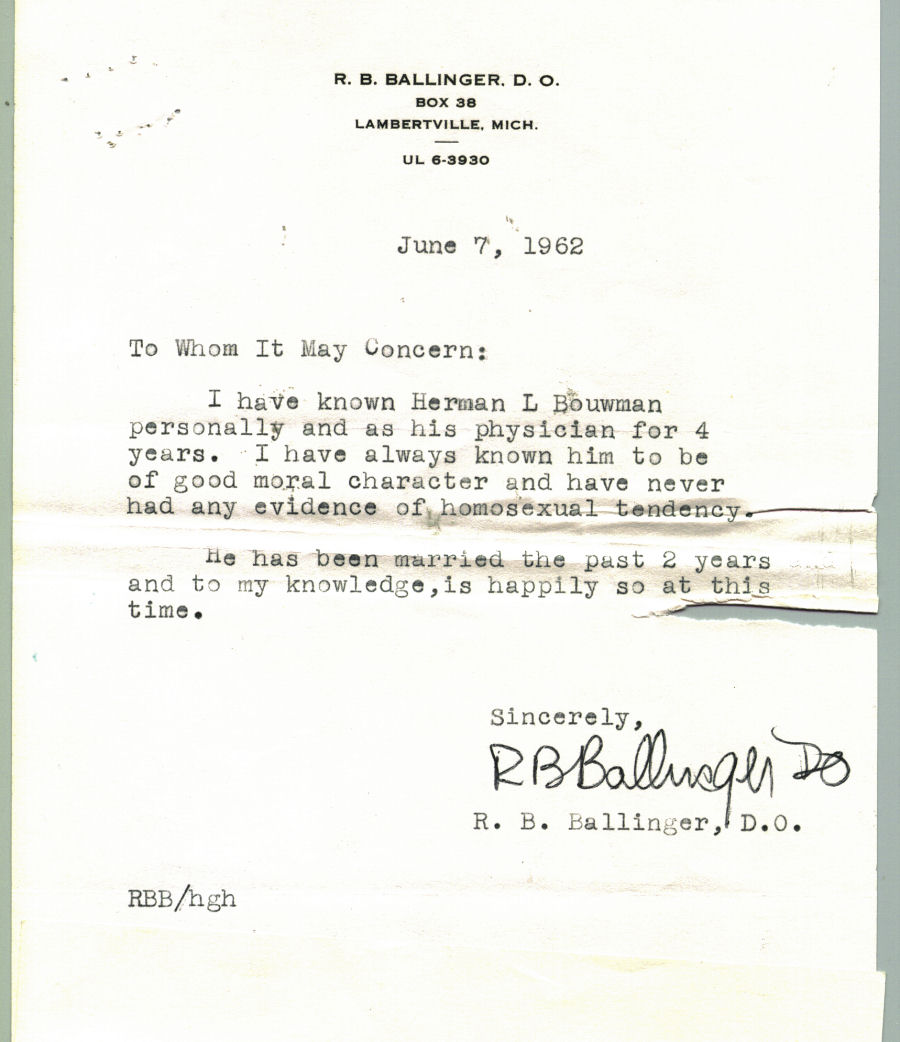 R. B. BALLINGER, D. O.
BOX 38
LAMBERTVILLE, MICH.
UL 6-3930
June 7, 1962
To Whom It May Concern:
I have known Herman L Bouwman
personally and as his physician for 4
years. I have always known him to be
of good moral character and have never
had any evidence of homosexual tendency.
He has been married the past 2 years
and to my knowledge,is happily so at this
time.
Sincerely,
RBBallinger DO
R. B. Ballinger, D.O.
RBB/hgh